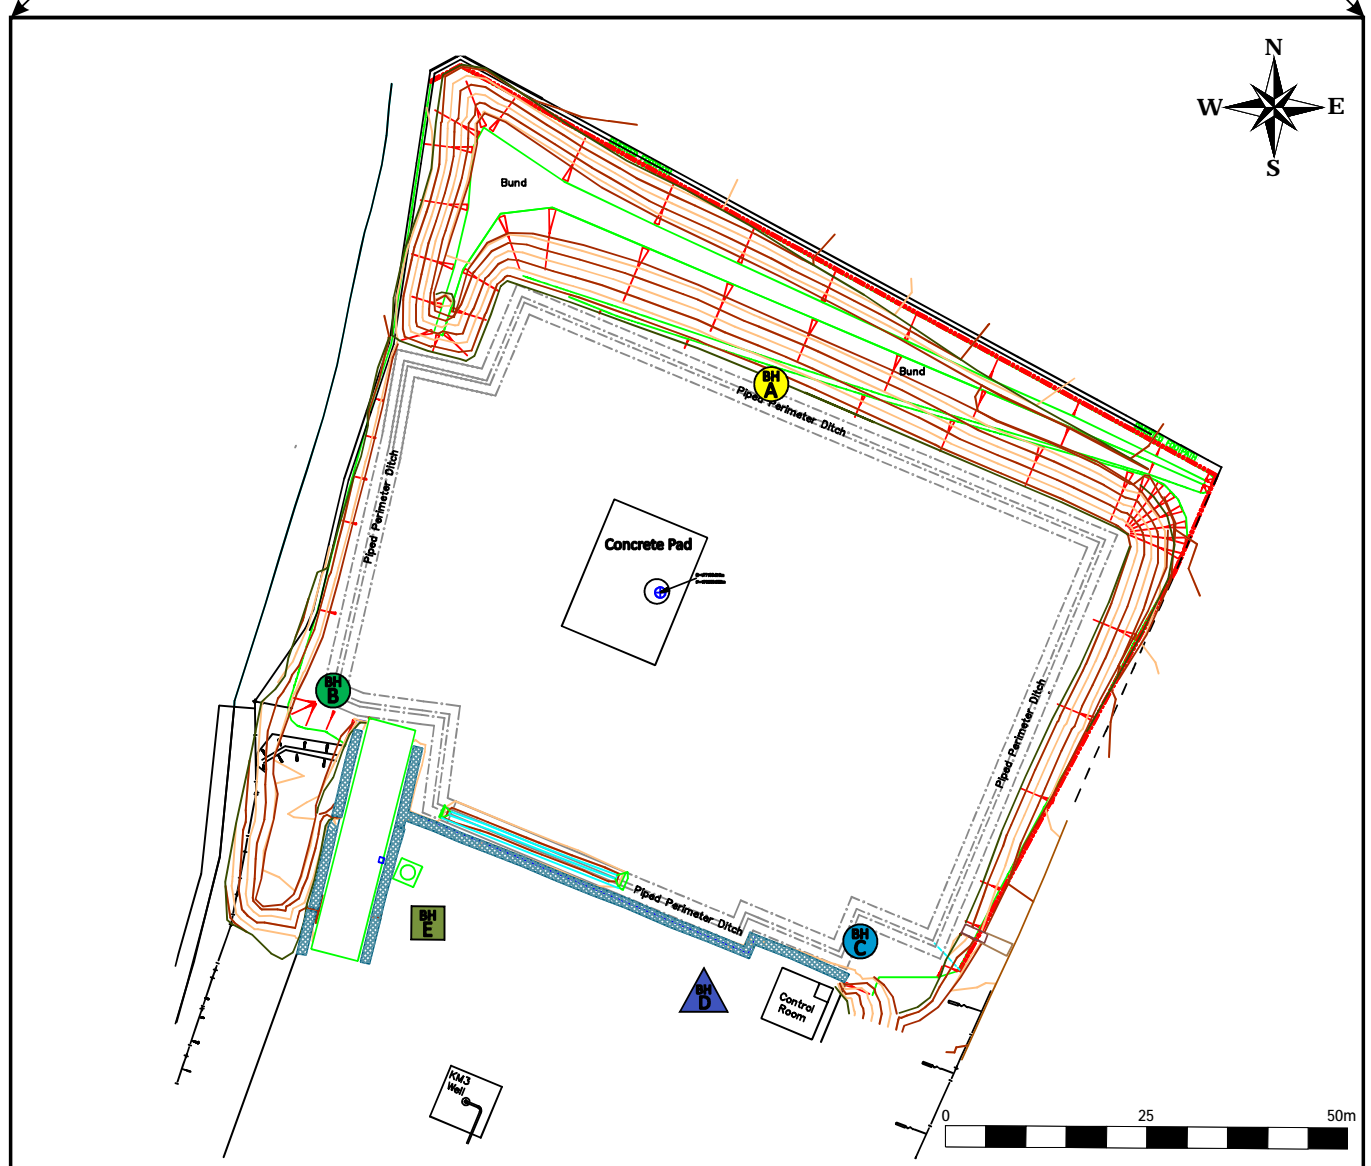 N
W E
S
Bund
Bund
BH
A
Piped Perimeter Ditch
Piped Perimeter Ditch
Concrete Pad
BH
B
Piped Perimeter Ditch
Piped Perimeter Ditch
BH
E
BH
C
BH
D
Control
Room
KM3
Well
0 25 50m